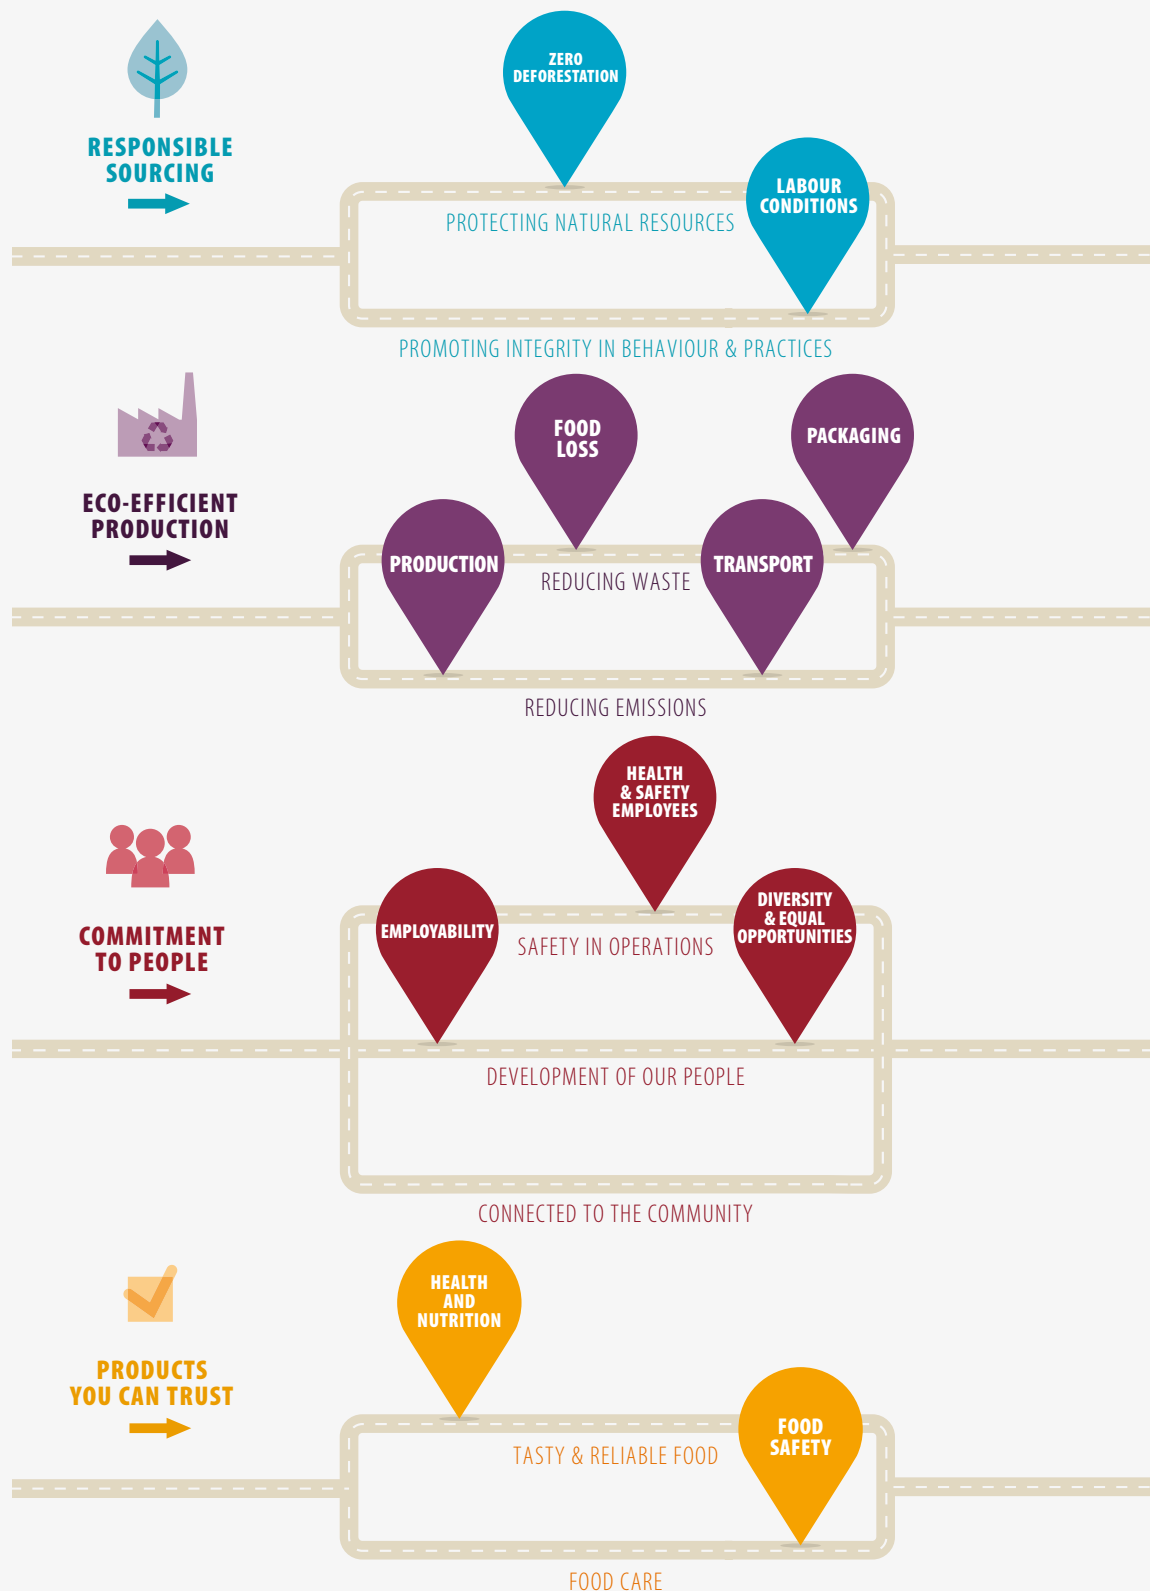 ZERO
DEFORESTATION
RESPONSIBLE
SOURCING
LABOUR
CONDITIONS
PROTECTING NATURAL RESOURCES
PROMOTING INTEGRITY IN BEHAVIOUR & PRACTICES
FOOD
LOSS
PACKAGING
ECO-EFFICIENT
PRODUCTION
PRODUCTION
TRANSPORT
REDUCING WASTE
REDUCING EMISSIONS
HEALTH
& SAFETY
EMPLOYEES
COMMITMENT
TO PEOPLE
EMPLOYABILITY
DIVERSITY
& EQUAL
OPPORTUNITIES
SAFETY IN OPERATIONS
DEVELOPMENT OF OUR PEOPLE
CONNECTED TO THE COMMUNITY
HEALTH
AND
NUTRITION
PRODUCTS
YOU CAN TRUST
FOOD
SAFETY
TASTY & RELIABLE FOOD
FOOD CARE